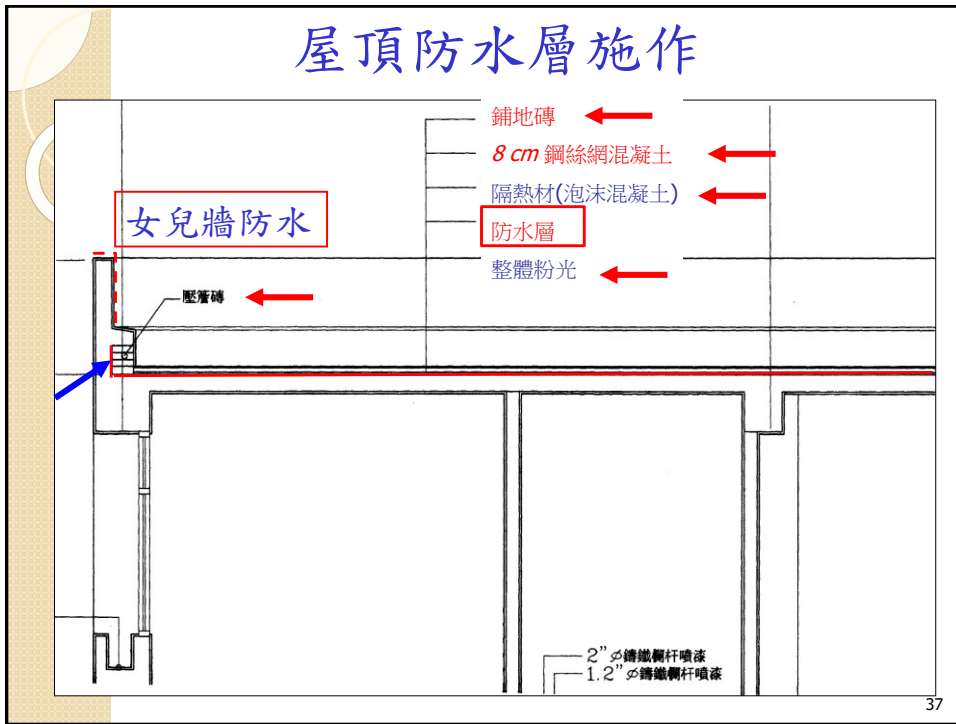 屋頂防水層施作
鋪地磚
8 cm 鋼絲網混凝土
隔熱材(泡沫混凝土)
防水層
整體粉光
女兒牆防水
壓簷磚
2”φ鑄鐵欄杆噴漆
1.2”φ鑄鐵欄杆噴漆
37